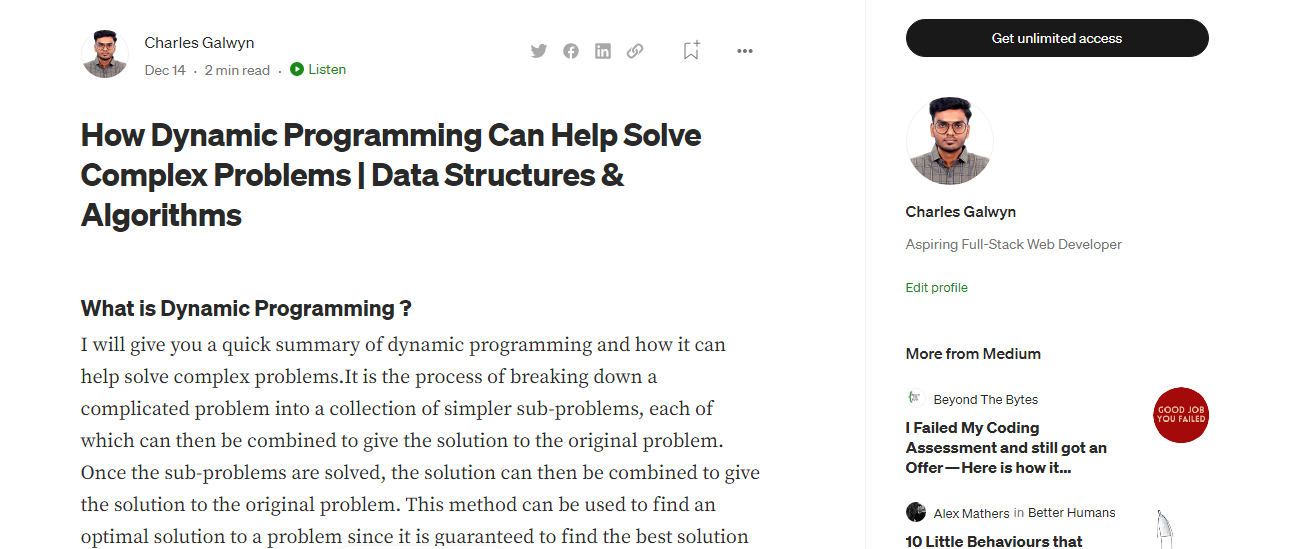 Charles Galwyn
Dec 14 · 2 min read · Listen
How Dynamic Programming Can Help Solve
Complex Problems | Data Structures &
Algorithms
What is Dynamic Programming ?
I will give you a quick summary of dynamic programming and how it can
help solve complex problems.It is the process of breaking down a
complicated problem into a collection of simpler sub-problems, each of
which can then be combined to give the solution to the original problem.
Once the sub-problems are solved, the solution can then be combined to give
the solution to the original problem. This method can be used to find an
optimal solution to a problem since it is guaranteed to find the best solution
Get unlimited access
Charles Galwyn
Aspiring Full-Stack Web Developer
Edit profile
More from Medium
Beyond The Bytes
I Failed My Coding
Assessment and still got an
Offer — Here is how it...
GOOD JOB
YOU FAILED
Alex Mathers in Better Humans
10 Little Behaviours that